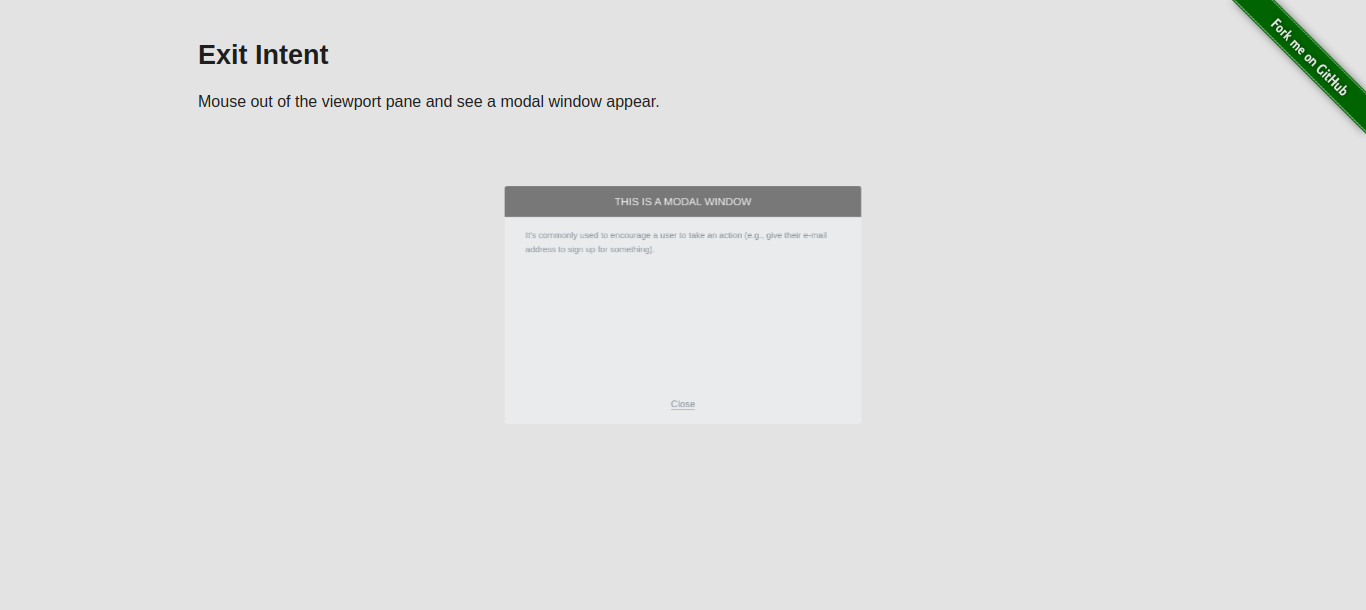 Exit Intent
Fork me on GitHub
Mouse out of the viewport pane and see a modal window appear.
THIS IS A MODAL WINDOW
It's commonly used to encourage a user to take an action (e.g., give their e-mail
address to sign up for something).
Close